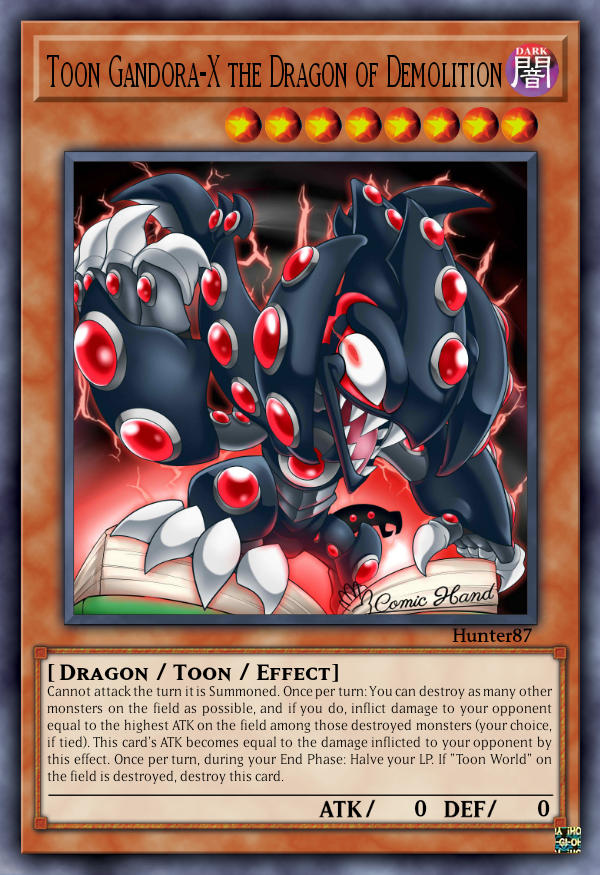 Toon Gandora-X the Dragon of Demolition
DARK
闇
Comic Hand
Hunter87
[ Dragon / Toon / Effect ]
Cannot attack the turn it is Summoned. Once per turn: You can destroy as many other
monsters on the field as possible, and if you do, inflict damage to your opponent
equal to the highest ATK on the field among those destroyed monsters (your choice,
if tied). This card's ATK becomes equal to the damage inflicted to your opponent by
this effect. Once per turn, during your End Phase: Halve your LP. If "Toon World" on
the field is destroyed, destroy this card.
ATK/ 0 DEF/ 0